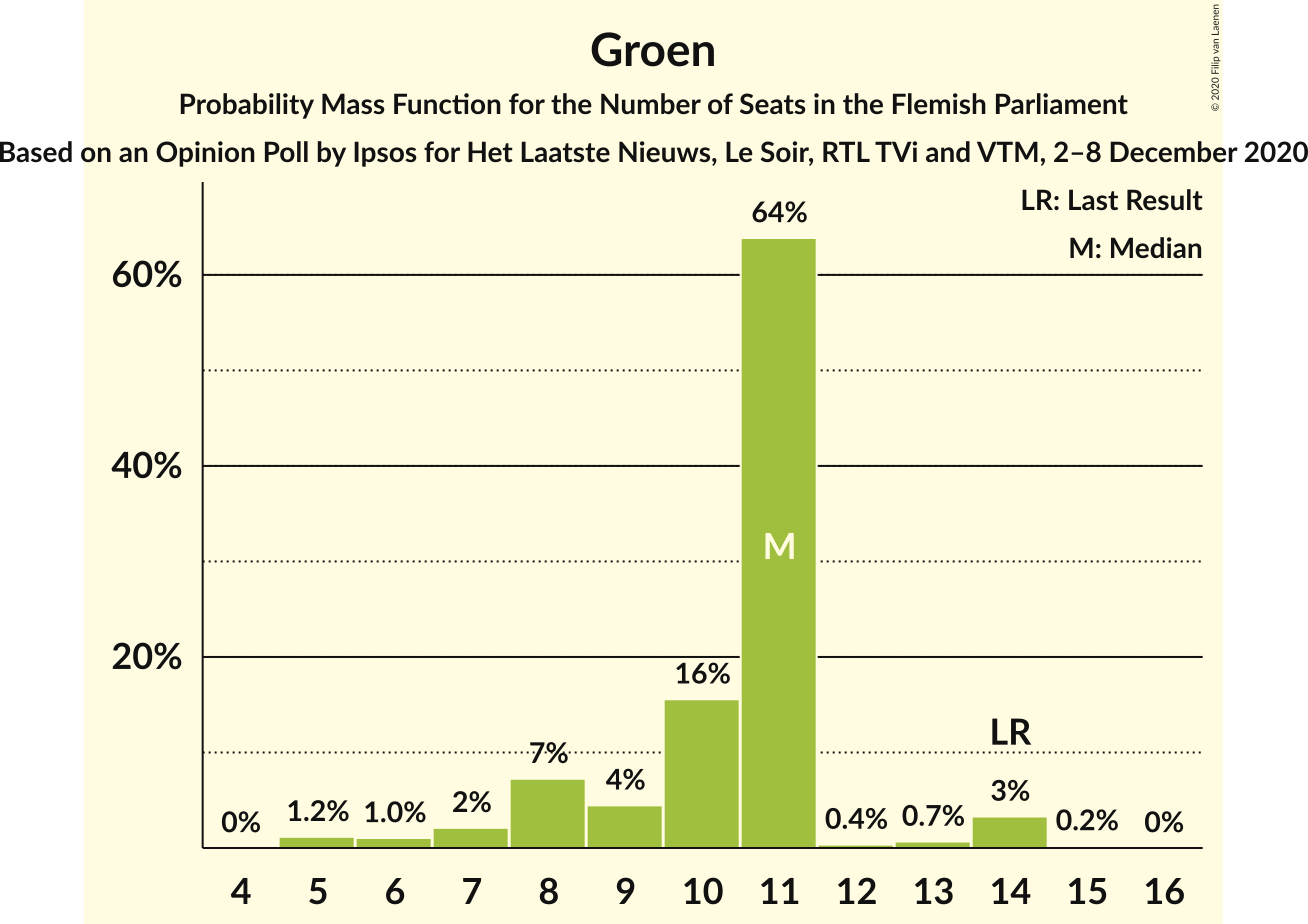 Groen
Probability Mass Function for the Number of Seats in the Flemish Parliament
Based on an Opinion Poll by Ipsos for Het Laatste Nieuws, Le Soir, RTL TVi and VTM, 2–8 December 2020
© 2020 Filip van Laenen
LR: Last Result
M: Median
60%
40%
20%
0%
1.2%
1.0%
2%
7%
4%
16%
64%
M
0.4%
0.7%
LR
3%
0.2%
0%
4 5 6 7 8 9 10 11 12 13 14 15 16